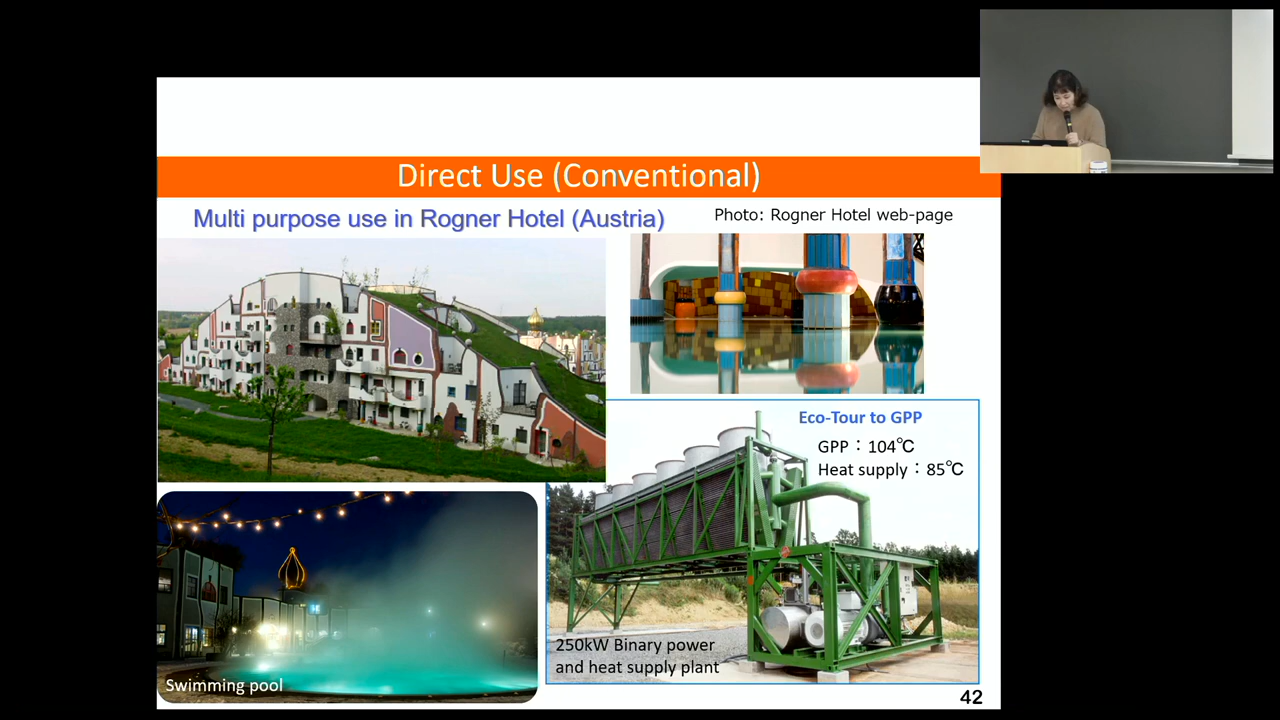 Direct Use (Conventional)
Multi purpose use in Rogner Hotel (Austria)
Photo: Rogner Hotel web-page
Eco-Tour to GPP
GPP：104℃
Heat supply：85℃
250kW Binary power
and heat supply plant
Swimming pool
42